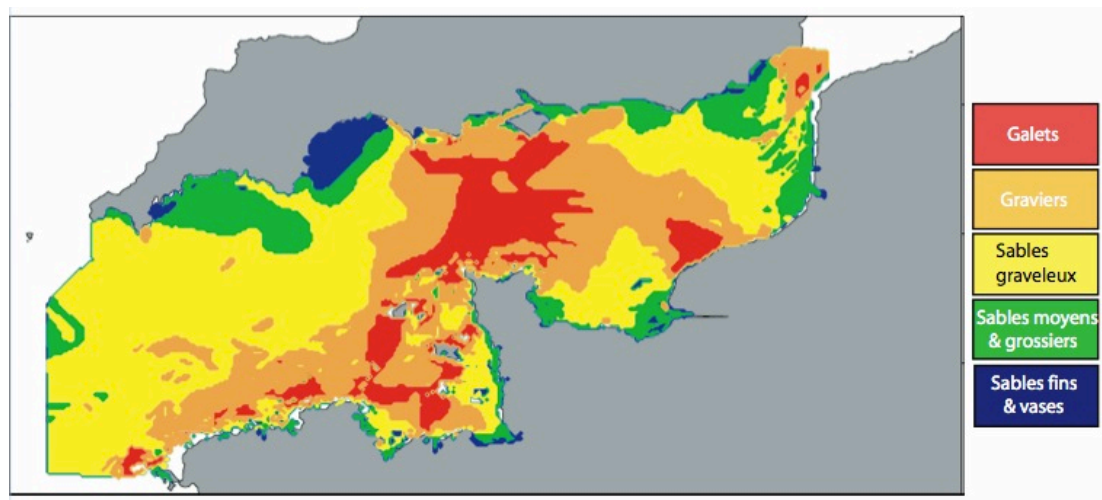 Galets
Graviers
Sables
graveleux
Sables moyens
& grossiers
Sables fins
& vases